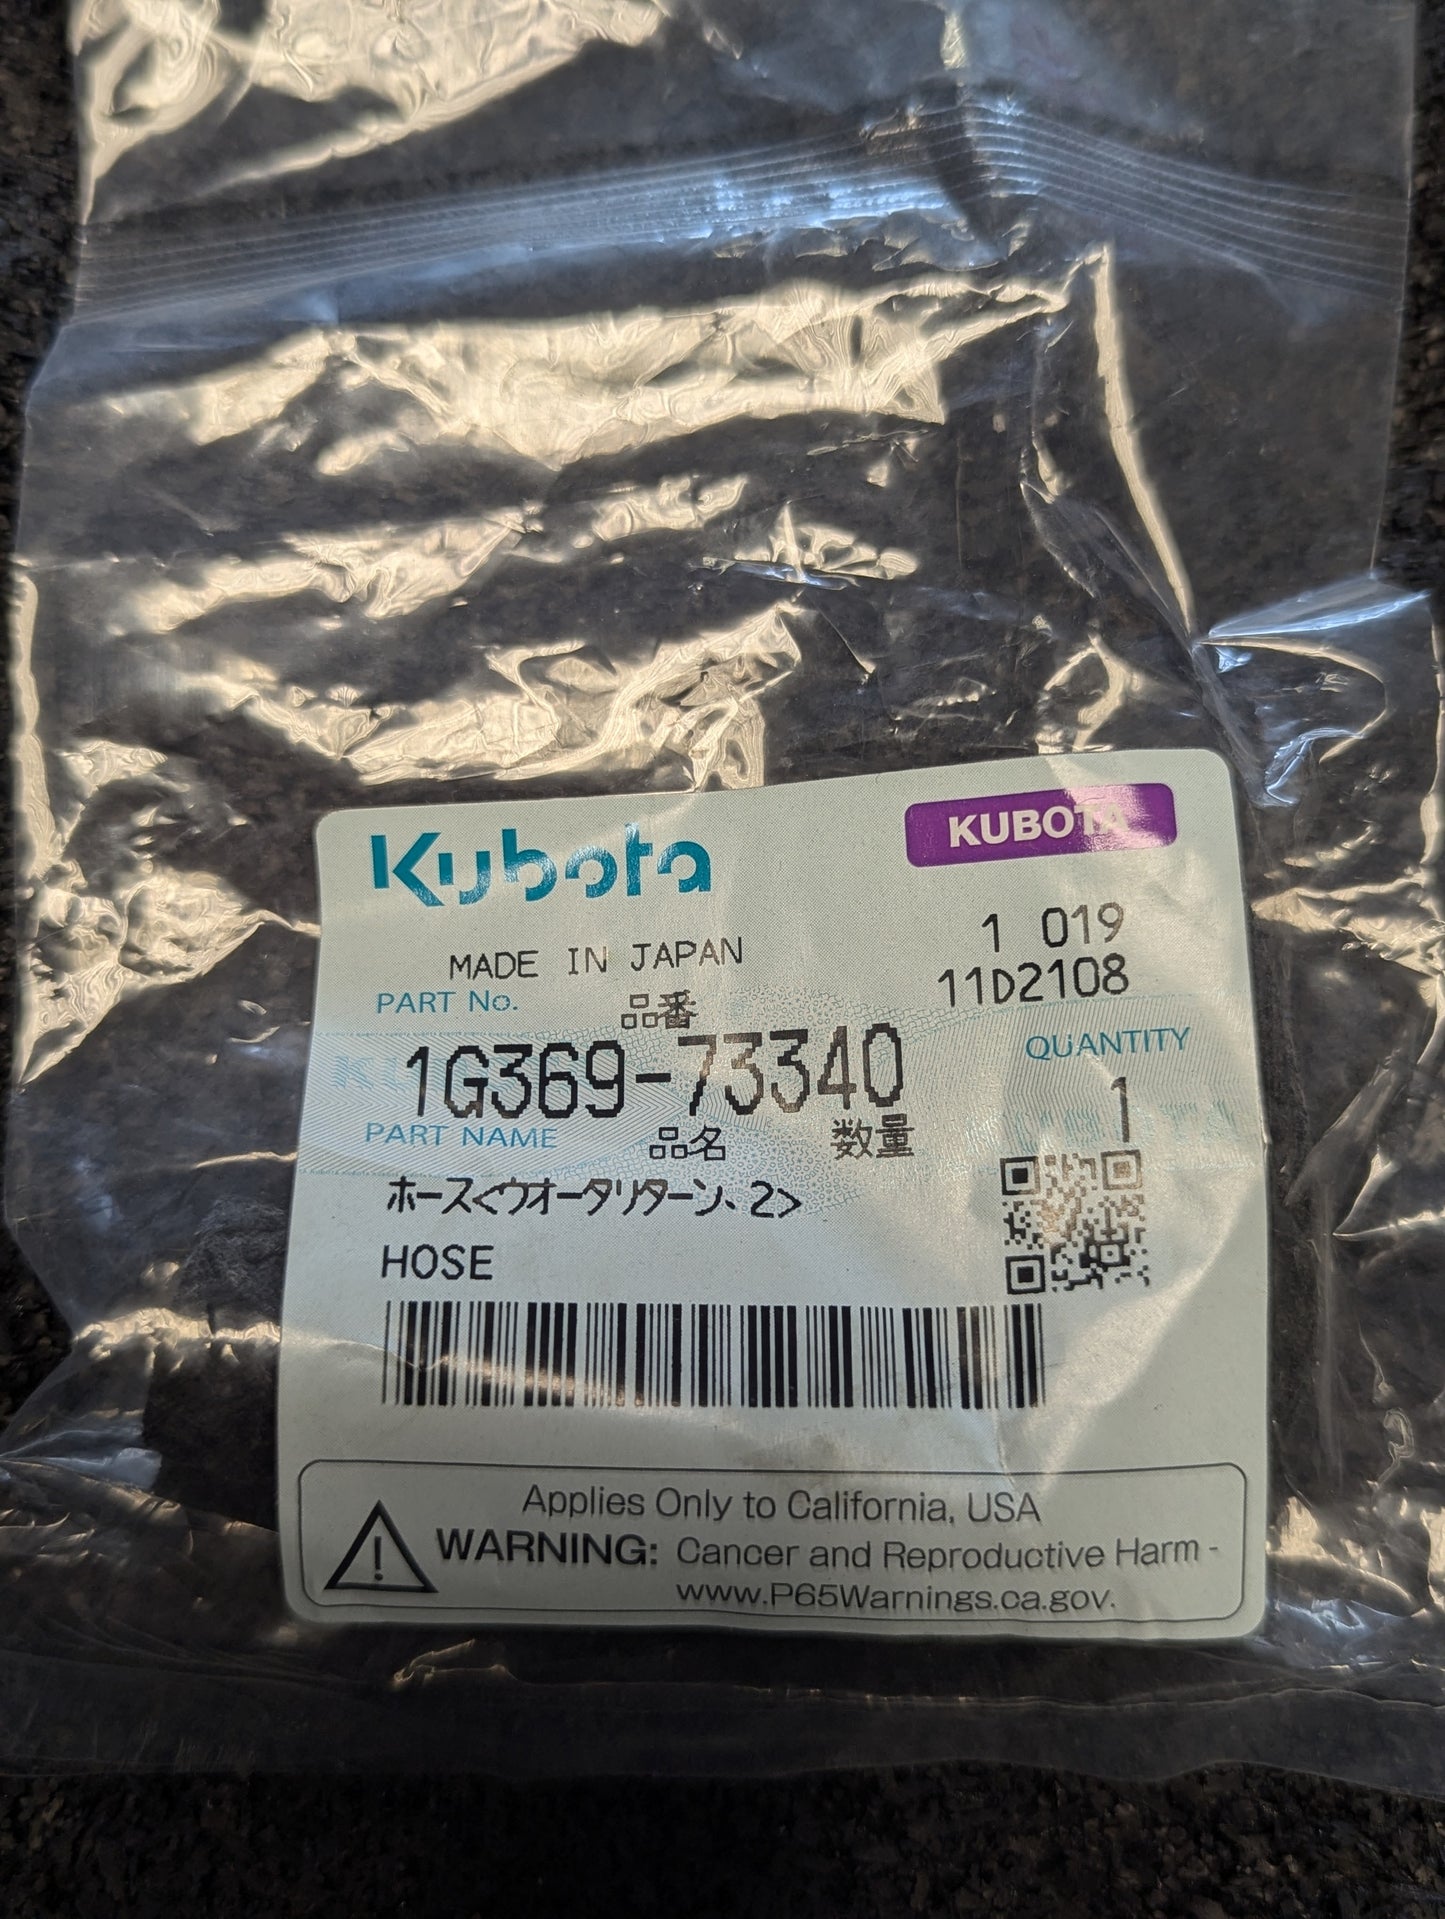 Kubota
KUBOTA
1 019
MADE IN JAPAN
11D2108
PART No.
品番
1G369-73340
QUANTITY
1
PART NAME
品名
数量
ホース<ウオータリターン、2>
HOSE
Applies Only to California, USA
WARNING: Cancer and Reproductive Harm -
www.P65Warnings.ca.gov.